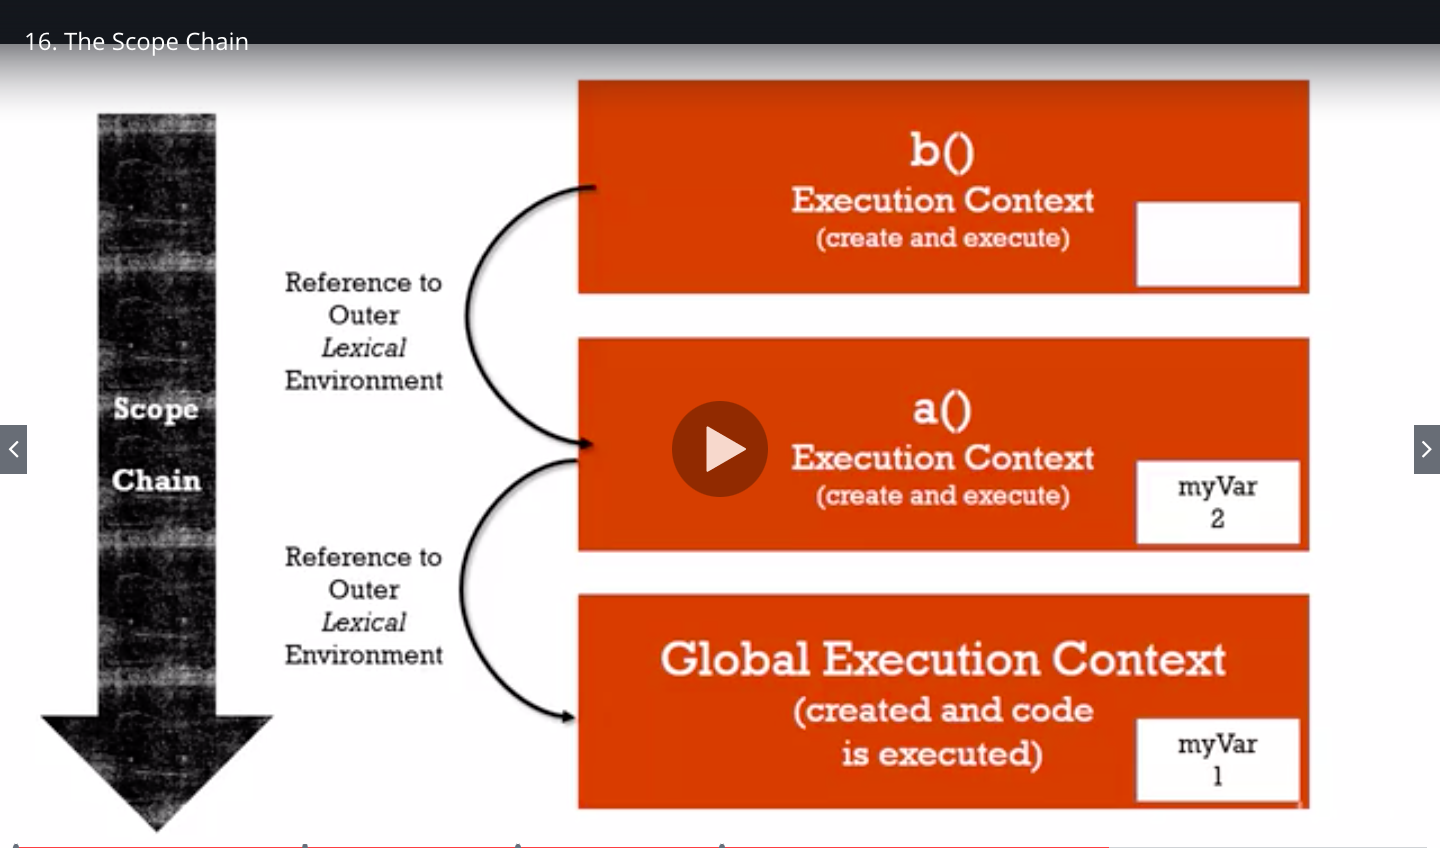 16. The Scope Chain
b()
Execution Context
(create and execute)
Reference to
Outer
Lexical
Environment
Scope
Chain
a()
Execution Context
(create and execute)
myVar
2
Reference to
Outer
Lexical
Environment
Global Execution Context
(created and code
is executed)
myVar
1